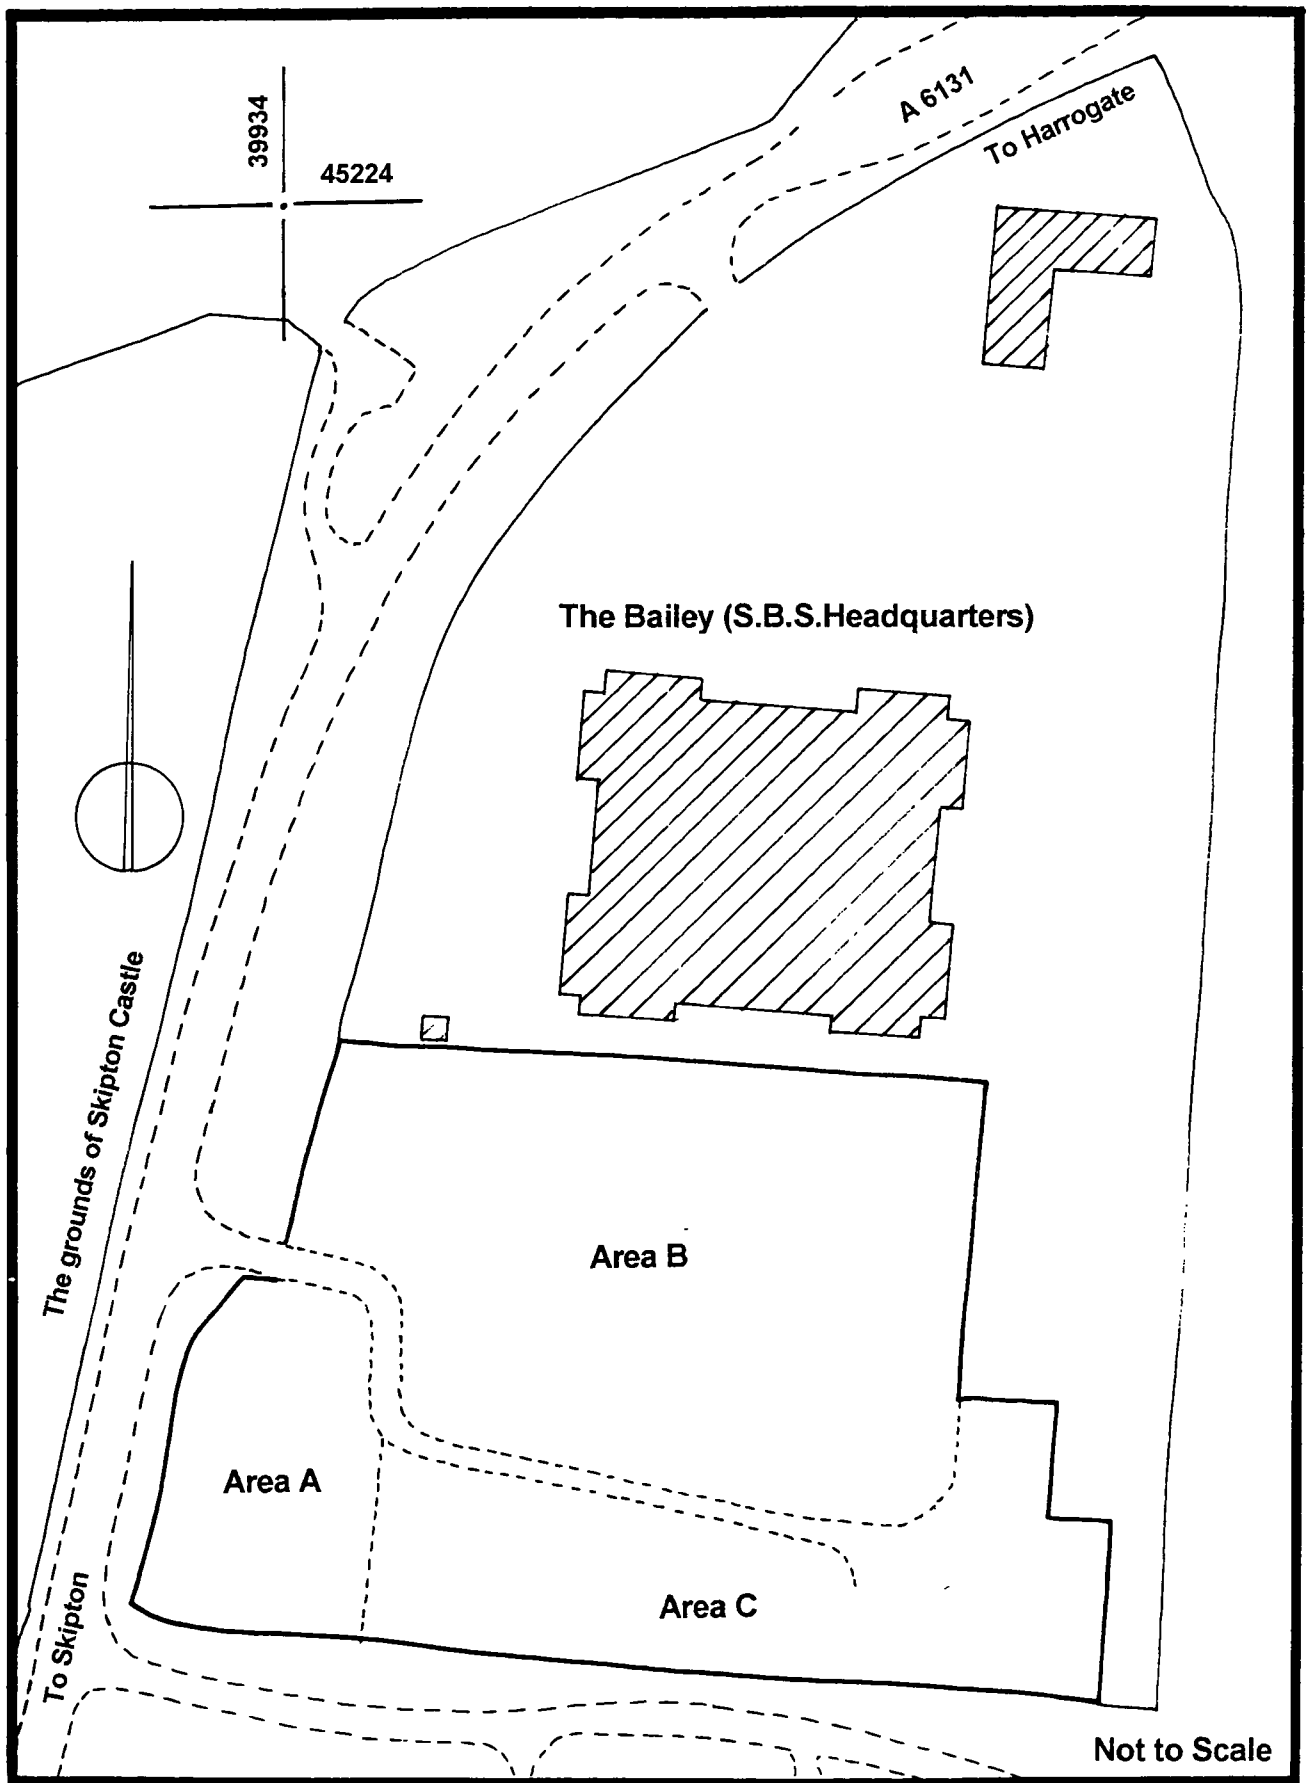 A 6131
To Harrogate
39934
45224
The Bailey (S.B.S.Headquarters)
The grounds of Skipton Castle
Area B
Area A
Area C
To Skipton
Not to Scale